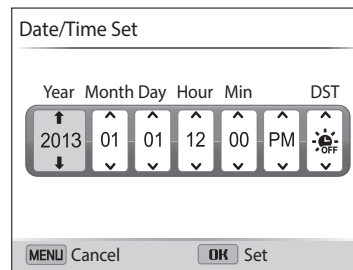 Date/Time Set
Year Month Day Hour Min DST
2013 01 01 12 00 PM OFF
MENU Cancel OK Set